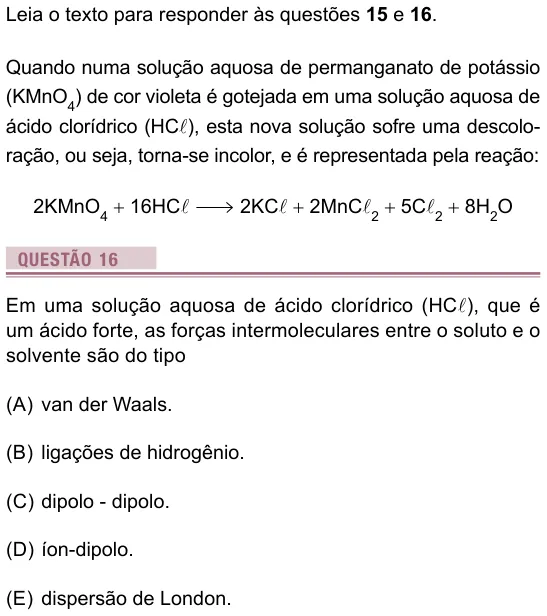 Leia o texto para responder às questões 15 e 16.
Quando numa solução aquosa de permanganato de potássio
(KMnO₄) de cor violeta é gotejada em uma solução aquosa de
ácido clorídrico (HCℓ), esta nova solução sofre uma descolo-
ração, ou seja, torna-se incolor, e é representada pela reação:
2KMnO₄ + 16HCℓ ⟶ 2KCℓ + 2MnCℓ₂ + 5Cℓ₂ + 8H₂O
QUESTÃO 16
Em uma solução aquosa de ácido clorídrico (HCℓ), que é
um ácido forte, as forças intermoleculares entre o soluto e o
solvente são do tipo
(A) van der Waals.
(B) ligações de hidrogênio.
(C) dipolo - dipolo.
(D) íon-dipolo.
(E) dispersão de London.